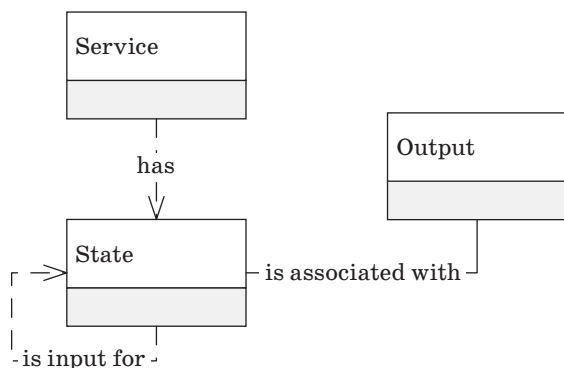 Service
has
Output
State
is associated with
is input for